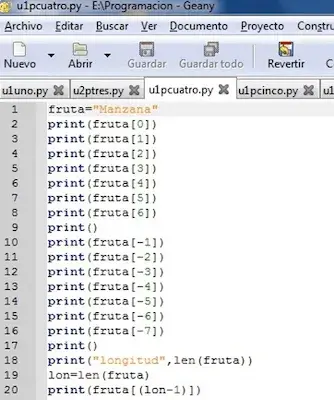 u1pcuatro.py - E:\Programacion - Geany
Archivo Editar Buscar Ver Documento Proyecto Constru
Nuevo Abrir Guardar Guardar todo Revertir C
u1uno.py u2ptres.py u1pcuatro.py u1pcinco.py u1
1 fruta="Manzana"
2 print(fruta[0])
3 print(fruta[1])
4 print(fruta[2])
5 print(fruta[3])
6 print(fruta[4])
7 print(fruta[5])
8 print(fruta[6])
9 print()
10 print(fruta[-1])
11 print(fruta[-2])
12 print(fruta[-3])
13 print(fruta[-4])
14 print(fruta[-5])
15 print(fruta[-6])
16 print(fruta[-7])
17 print()
18 print("longitud",len(fruta))
19 lon=len(fruta)
20 print(fruta[(lon-1)])